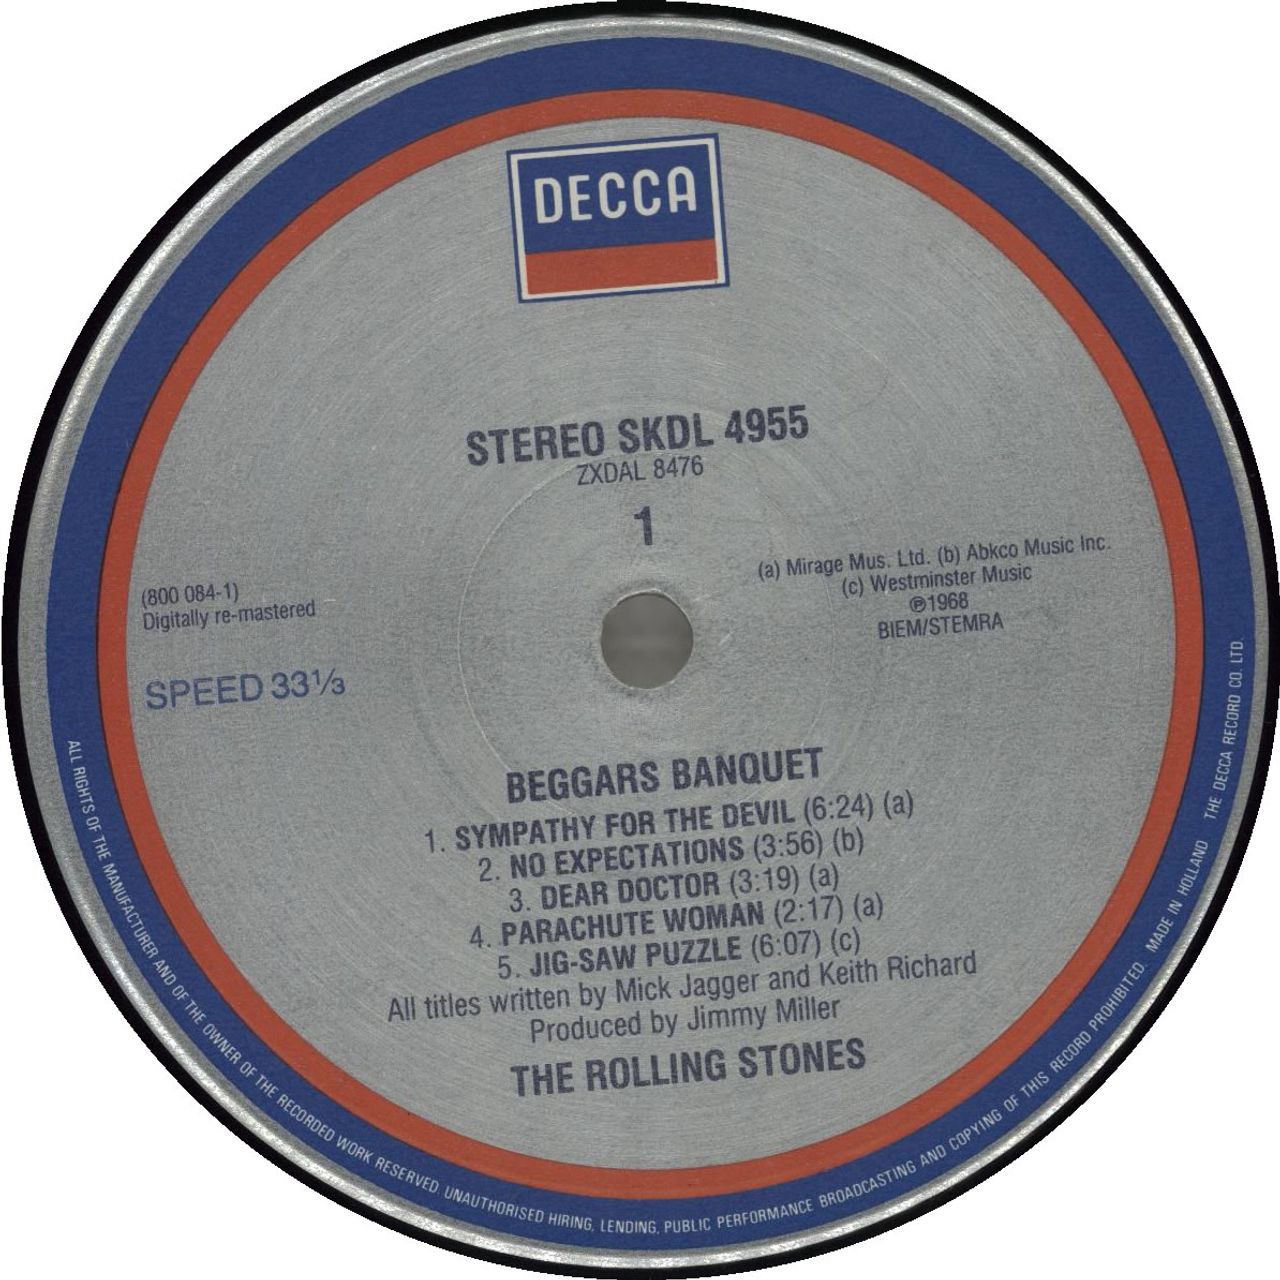 DECCA
STEREO SKDL 4955
ZXDAL 8476
1
(a) Mirage Mus. Ltd. (b) Abkco Music Inc.
(c) Westminster Music
℗1968
BIEM/STEMRA
(800 084-1)
Digitally re-mastered
SPEED 33⅓
BEGGARS BANQUET
1. SYMPATHY FOR THE DEVIL (6:24) (a)
2. NO EXPECTATIONS (3:56) (b)
3. DEAR DOCTOR (3:19) (a)
4. PARACHUTE WOMAN (2:17) (a)
5. JIG-SAW PUZZLE (6:07) (c)
All titles written by Mick Jagger and Keith Richard
Produced by Jimmy Miller
THE ROLLING STONES
ALL RIGHTS OF THE MANUFACTURER AND OF THE OWNER OF THE RECORDED WORK RESERVED. UNAUTHORISED HIRING, LENDING, PUBLIC PERFORMANCE BROADCASTING AND COPYING OF THIS RECORD PROHIBITED. MADE IN HOLLAND THE DECCA RECORD CO. LTD.